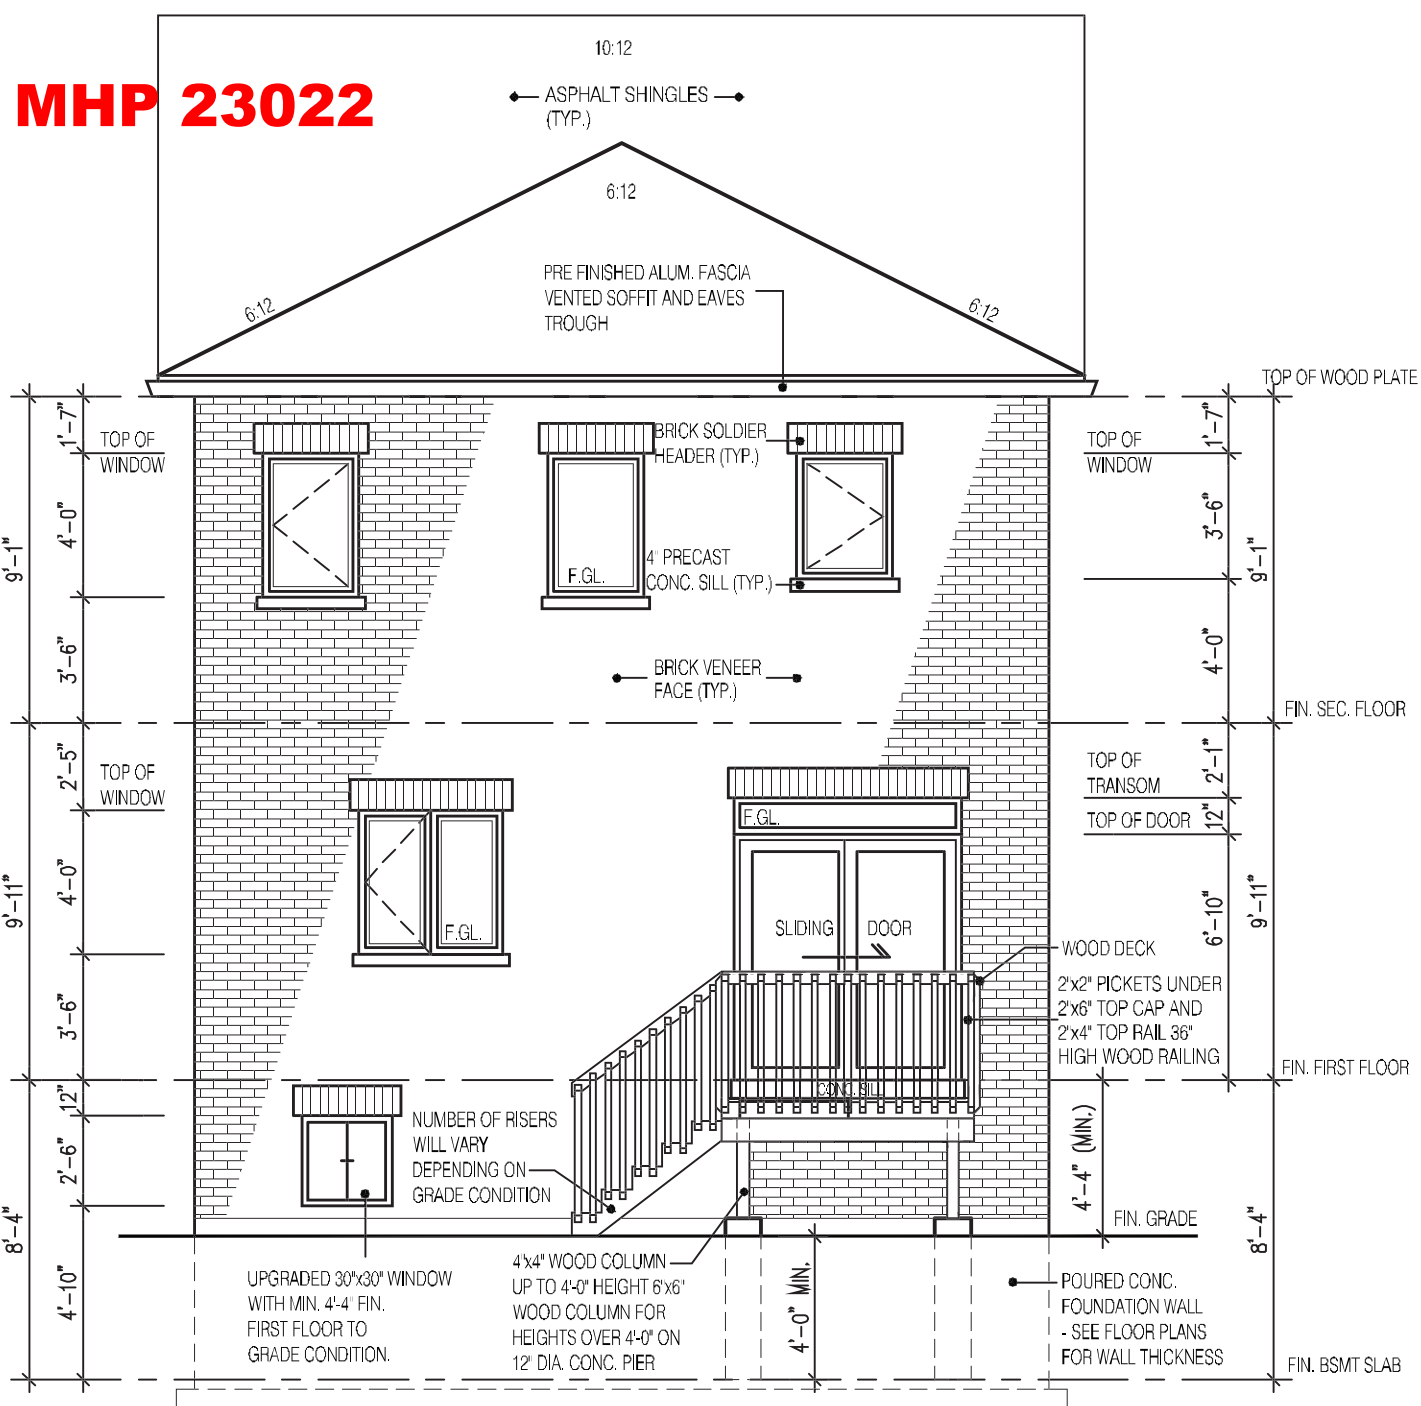 10:12
MHP 23022
ASPHALT SHINGLES
(TYP.)
6:12
PRE FINISHED ALUM. FASCIA
VENTED SOFFIT AND EAVES
TROUGH
6:12
6:12
TOP OF WOOD PLATE
1'-7"
TOP OF
WINDOW
4'-0"
9'-1"
3'-6"
BRICK SOLDIER
HEADER (TYP.)
F.GL.
4" PRECAST
CONC. SILL (TYP.)
BRICK VENEER
FACE (TYP.)
TOP OF
WINDOW
1'-7"
3'-6"
9'-1"
4'-0"
FIN. SEC. FLOOR
2'-5"
TOP OF
WINDOW
4'-0"
9'-11"
3'-6"
F.GL.
F.GL.
SLIDING DOOR
TOP OF
TRANSOM
2'-1"
TOP OF DOOR
12"
6'-10"
9'-11"
WOOD DECK
2"x2" PICKETS UNDER
2"x6" TOP CAP AND
2"x4" TOP RAIL 36"
HIGH WOOD RAILING
FIN. FIRST FLOOR
CONC. SILL
12"
2'-6"
8'-4"
4'-10"
NUMBER OF RISERS
WILL VARY
DEPENDING ON
GRADE CONDITION
4'-4" (MIN.)
FIN. GRADE
8'-4"
UPGRADED 30"x30" WINDOW
WITH MIN. 4'-4" FIN.
FIRST FLOOR TO
GRADE CONDITION.
4"x4" WOOD COLUMN
UP TO 4'-0" HEIGHT 6"x6"
WOOD COLUMN FOR
HEIGHTS OVER 4'-0" ON
12" DIA. CONC. PIER
4'-0" MIN.
POURED CONC.
FOUNDATION WALL
- SEE FLOOR PLANS
FOR WALL THICKNESS
FIN. BSMT SLAB